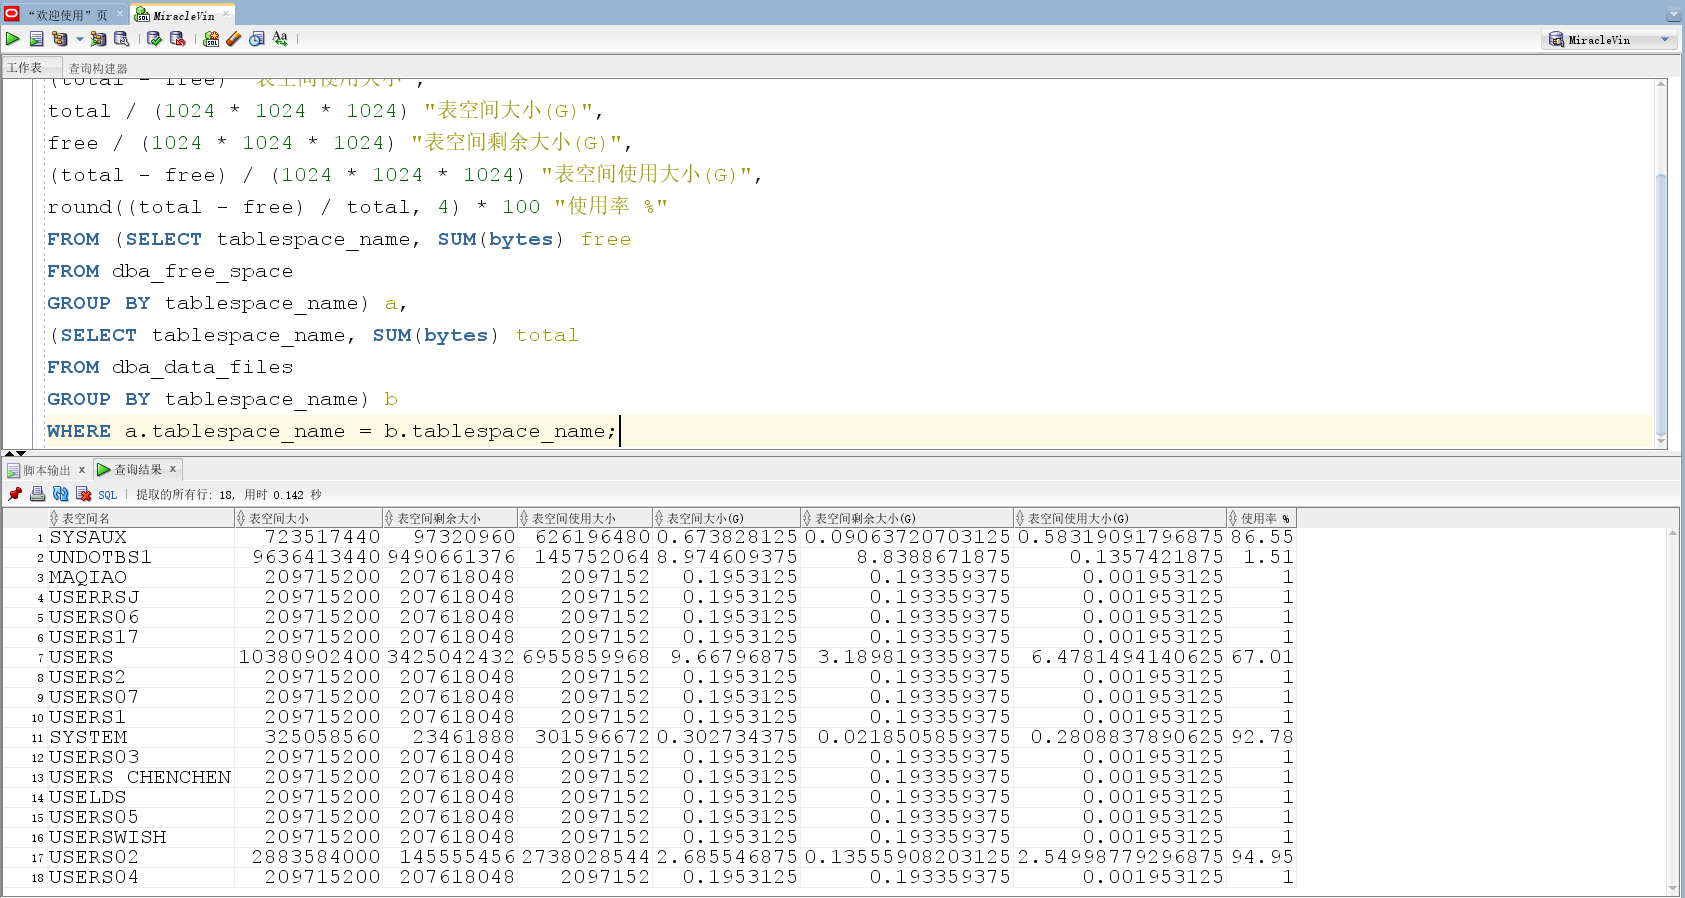 “欢迎使用” 页
MiracleVin
MiracleVin
工作表 查询构建器
(total - free) "表空间使用大小",
total / (1024 * 1024 * 1024) "表空间大小(G)",
free / (1024 * 1024 * 1024) "表空间剩余大小(G)",
(total - free) / (1024 * 1024 * 1024) "表空间使用大小(G)",
round((total - free) / total, 4) * 100 "使用率 %"
FROM (SELECT tablespace_name, SUM(bytes) free
FROM dba_free_space
GROUP BY tablespace_name) a,
(SELECT tablespace_name, SUM(bytes) total
FROM dba_data_files
GROUP BY tablespace_name) b
WHERE a.tablespace_name = b.tablespace_name;
脚本输出 x 查询结果 x
SQL | 提取的所有行: 18, 用时 0.142 秒
表空间名 表空间大小 表空间剩余大小 表空间使用大小 表空间大小(G) 表空间剩余大小(G) 表空间使用大小(G) 使用率 %
1 SYSAUX 723517440 97320960 626196480 0.673828125 0.09063720703125 0.58319091796875 86.55
2 UNDOTBS1 9636413440 9490661376 145752064 8.974609375 8.8388671875 0.1357421875 1.51
3 MAQIAO 209715200 207618048 2097152 0.1953125 0.193359375 0.001953125 1
4 USERRSJ 209715200 207618048 2097152 0.1953125 0.193359375 0.001953125 1
5 USERS06 209715200 207618048 2097152 0.1953125 0.193359375 0.001953125 1
6 USERS17 209715200 207618048 2097152 0.1953125 0.193359375 0.001953125 1
7 USERS 10380902400 3425042432 6955859968 9.66796875 3.1898193359375 6.4781494140625 67.01
8 USERS2 209715200 207618048 2097152 0.1953125 0.193359375 0.001953125 1
9 USERS07 209715200 207618048 2097152 0.1953125 0.193359375 0.001953125 1
10 USERS1 209715200 207618048 2097152 0.1953125 0.193359375 0.001953125 1
11 SYSTEM 325058560 23461888 301596672 0.302734375 0.0218505859375 0.2808837890625 92.78
12 USERS03 209715200 207618048 2097152 0.1953125 0.193359375 0.001953125 1
13 USERS CHENCHEN 209715200 207618048 2097152 0.1953125 0.193359375 0.001953125 1
14 USELDS 209715200 207618048 2097152 0.1953125 0.193359375 0.001953125 1
15 USERS05 209715200 207618048 2097152 0.1953125 0.193359375 0.001953125 1
16 USERSWISH 209715200 207618048 2097152 0.1953125 0.193359375 0.001953125 1
17 USERS02 2883584000 145555456 2738028544 2.685546875 0.13555908203125 2.54998779296875 94.95
18 USERS04 209715200 207618048 2097152 0.1953125 0.193359375 0.001953125 1